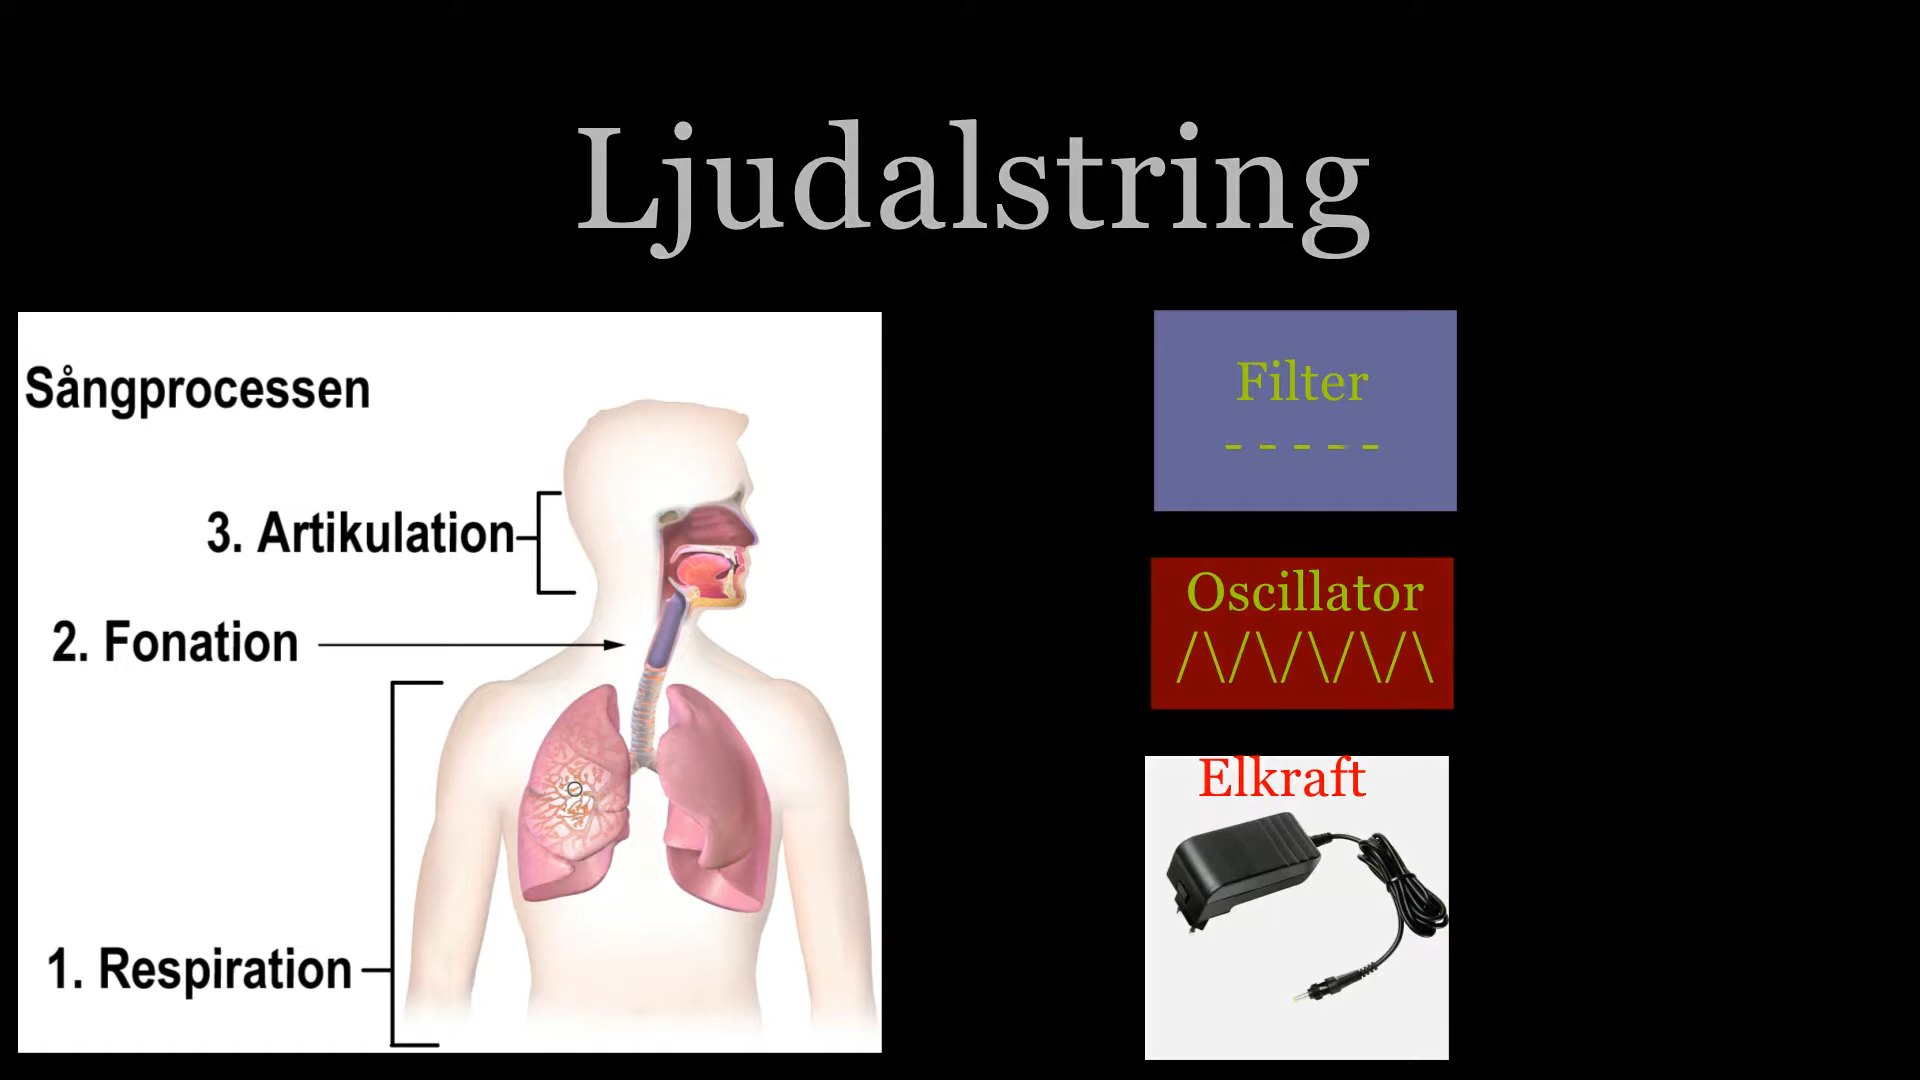 Ljudalstring
Sångprocessen
3. Artikulation
2. Fonation
1. Respiration
Filter
- - - - -
Oscillator
/\/\/\/\/\
Elkraft